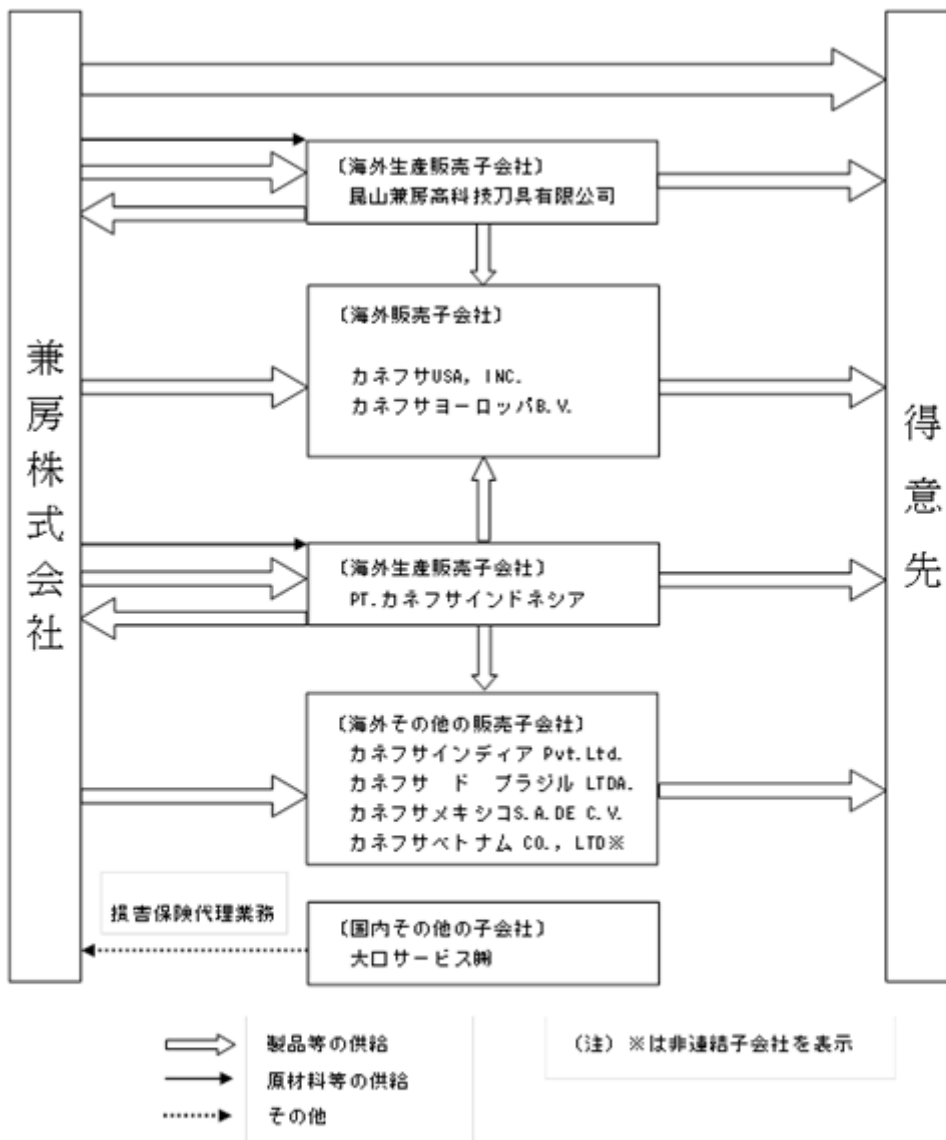 兼房株式会社
得意先
〔海外生産販売子会社〕
昆山兼房高科技刀具有限公司
〔海外販売子会社〕
カネフサUSA, INC.
カネフサヨーロッパB.V.
〔海外生産販売子会社〕
PT.カネフサインドネシア
〔海外その他の販売子会社〕
カネフサインディア Pvt.Ltd.
カネフサ ド ブラジル LTDA.
カネフサメキシコS.A.DE C.V.
カネフサベトナム CO., LTD※
損害保険代理業務
〔国内その他の子会社〕
大口サービス㈱
製品等の供給
原材料等の供給
その他
（注）※は非連結子会社を表示